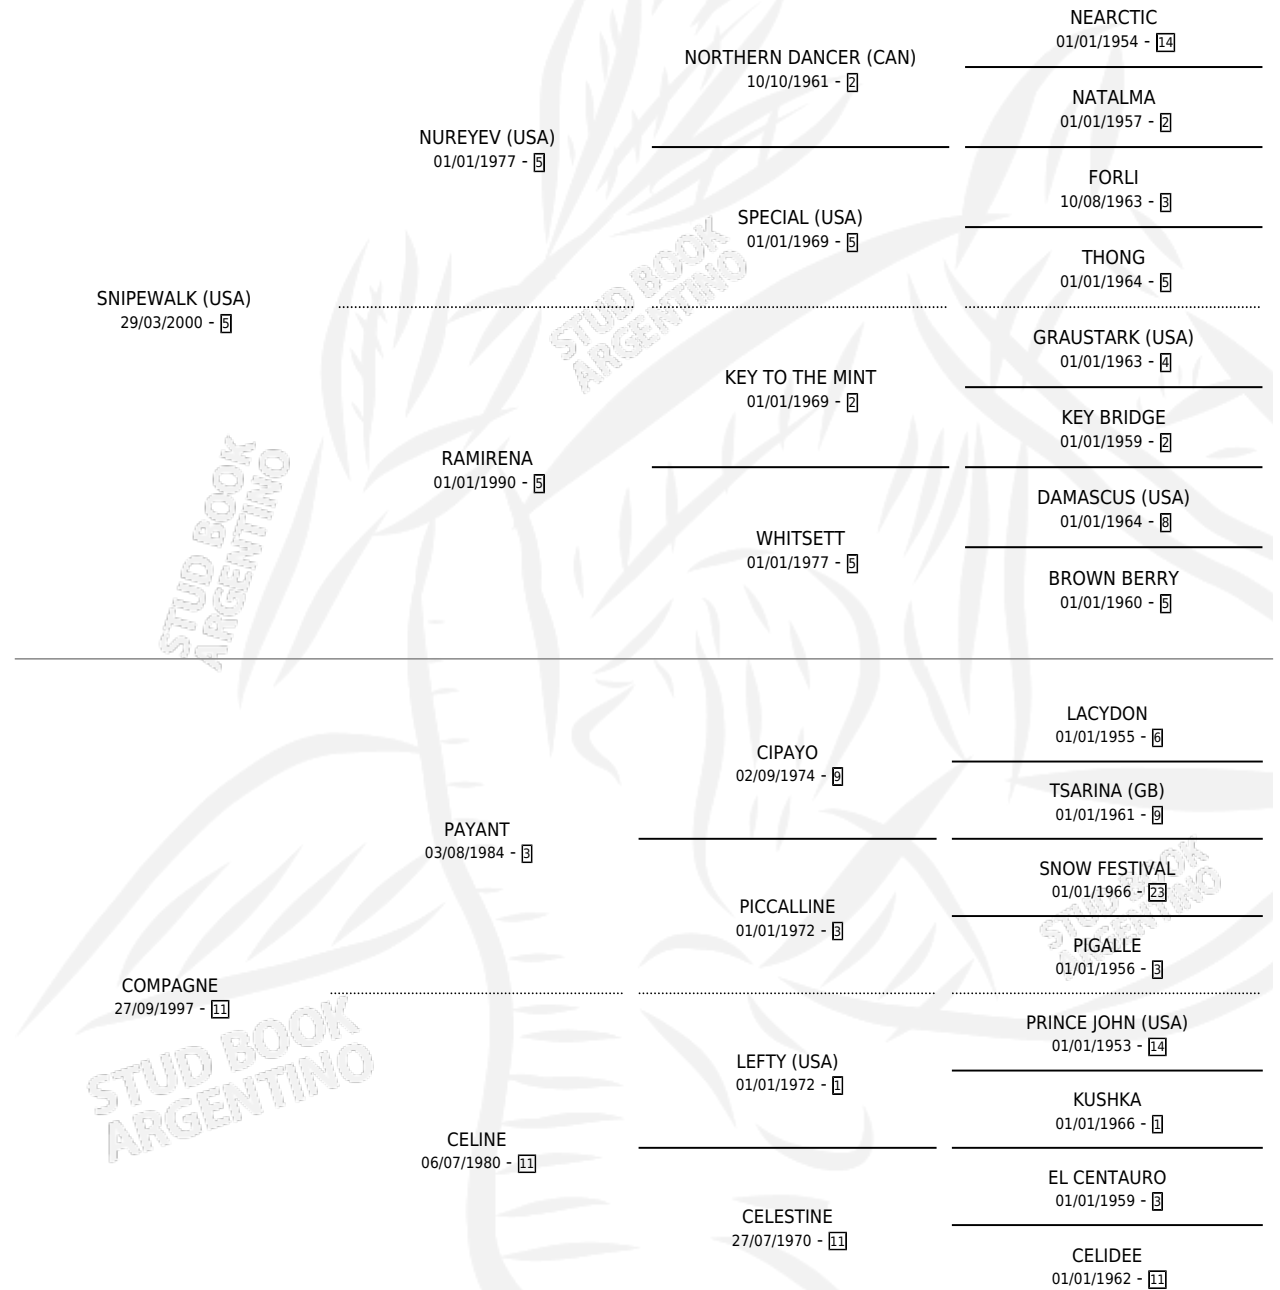 NEARCTIC
01/01/1954 - 14
NORTHERN DANCER (CAN)
10/10/1961 - 2
NATALMA
01/01/1957 - 2
NUREYEV (USA)
01/01/1977 - 5
FORLI
10/08/1963 - 3
SPECIAL (USA)
01/01/1969 - 5
THONG
01/01/1964 - 5
SNIPEWALK (USA)
29/03/2000 - 5
STUD BOOK
ARGENTINO
GRAUSTARK (USA)
01/01/1963 - 4
KEY TO THE MINT
01/01/1969 - 2
KEY BRIDGE
01/01/1959 - 2
RAMIRENA
01/01/1990 - 5
DAMASCUS (USA)
01/01/1964 - 8
WHITSETT
01/01/1977 - 5
BROWN BERRY
01/01/1960 - 5
STUD BOOK
ARGENTINO
LACYDON
01/01/1955 - 6
CIPAYO
02/09/1974 - 9
TSARINA (GB)
01/01/1961 - 9
PAYANT
03/08/1984 - 3
SNOW FESTIVAL
01/01/1966 - 23
PICCALLINE
01/01/1972 - 3
STUD BOOK
ARGENTINO
PIGALLE
01/01/1956 - 3
COMPAGNE
27/09/1997 - 11
PRINCE JOHN (USA)
01/01/1953 - 14
STUD BOOK
ARGENTINO
LEFTY (USA)
01/01/1972 - 1
KUSHKA
01/01/1966 - 1
CELINE
06/07/1980 - 11
EL CENTAURO
01/01/1959 - 3
CELESTINE
27/07/1970 - 11
CELIDEE
01/01/1962 - 11